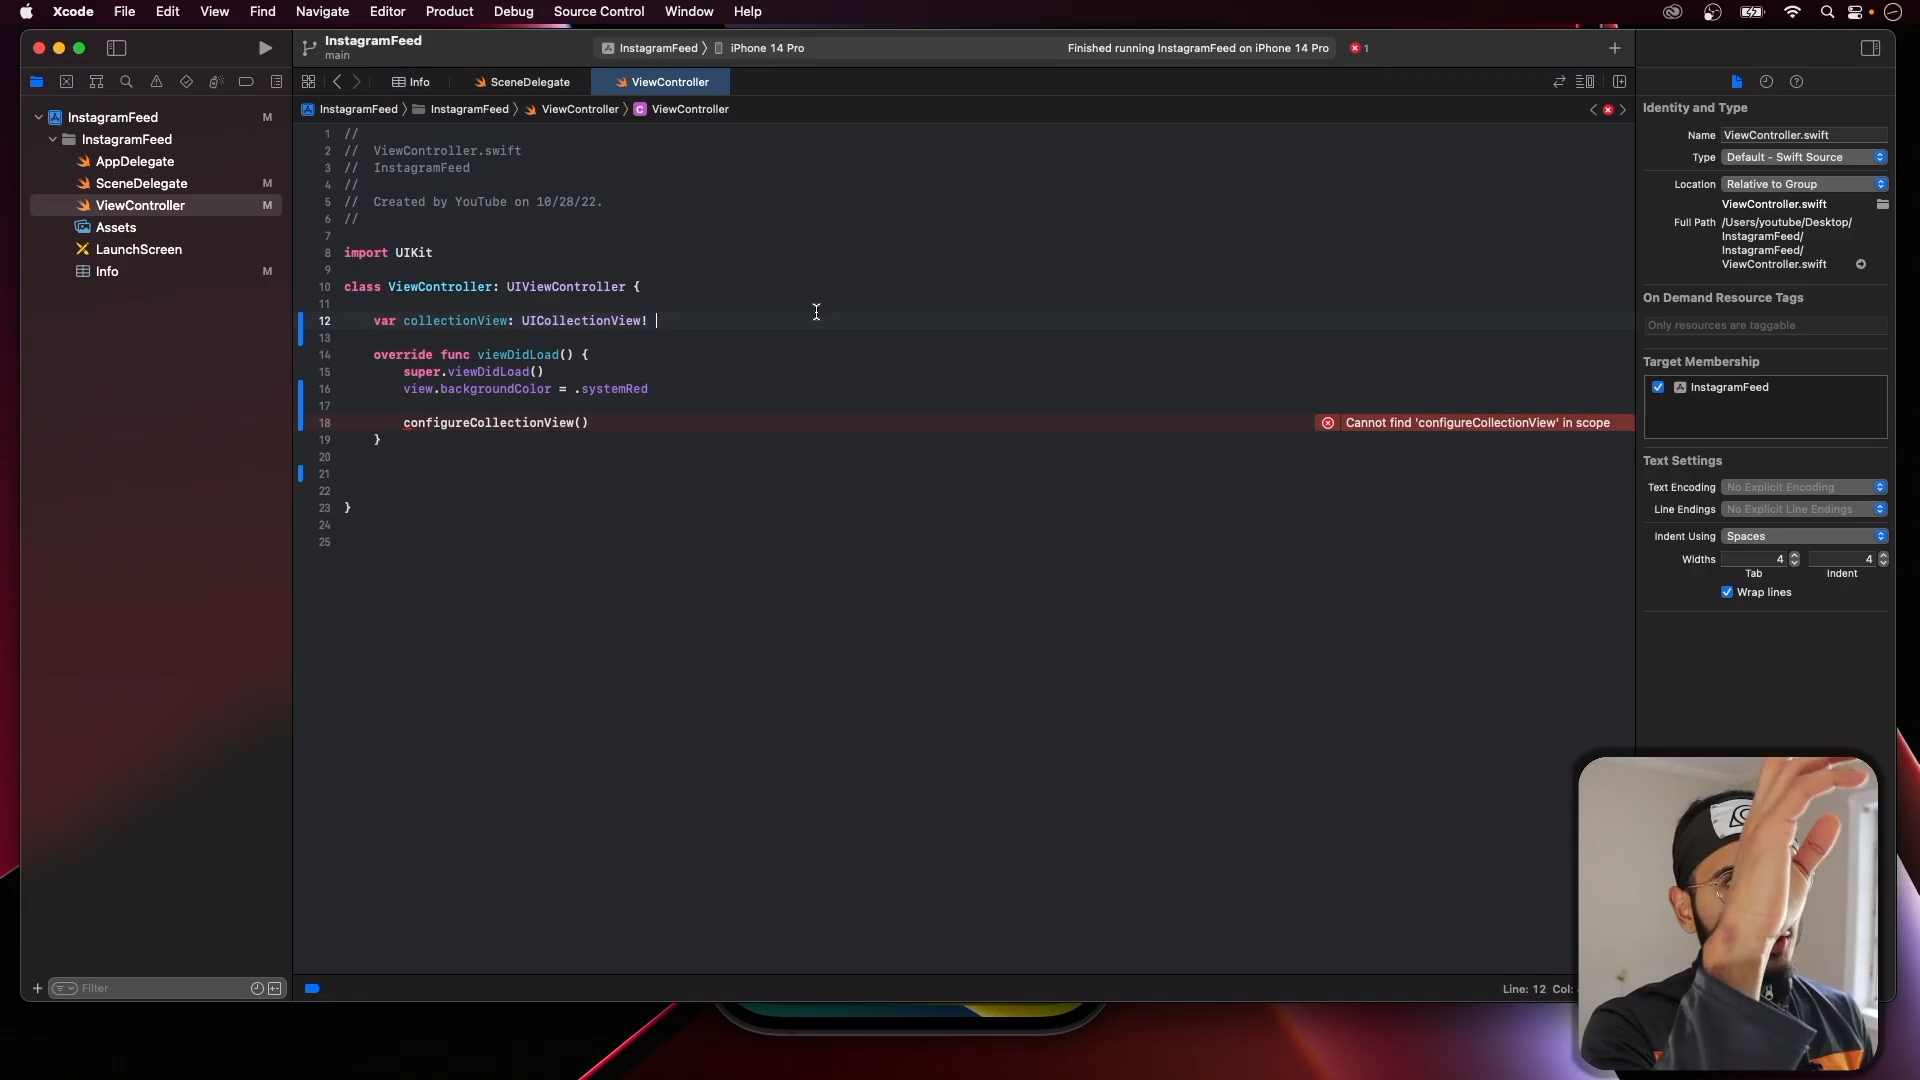 Xcode File Edit View Find Navigate Editor Product Debug Source Control Window Help
InstagramFeed
main
InstagramFeed iPhone 14 Pro Finished running InstagramFeed on iPhone 14 Pro 1
Info SceneDelegate ViewController
InstagramFeed InstagramFeed ViewController C ViewController
InstagramFeed M
InstagramFeed
AppDelegate
SceneDelegate M
ViewController M
Assets
LaunchScreen
Info M
1 //
2 // ViewController.swift
3 // InstagramFeed
4 //
5 // Created by YouTube on 10/28/22.
6 //
7
8 import UIKit
9
10 class ViewController: UIViewController {
11
12 var collectionView: UICollectionView!
13
14 override func viewDidLoad() {
15 super.viewDidLoad()
16 view.backgroundColor = .systemRed
17
18 configureCollectionView() Cannot find 'configureCollectionView' in scope
19 }
20
21
22
23 }
24
25
Filter
Line: 12 Col:
Identity and Type
Name ViewController.swift
Type Default - Swift Source
Location Relative to Group
ViewController.swift
Full Path /Users/youtube/Desktop/
InstagramFeed/
InstagramFeed/
ViewController.swift
On Demand Resource Tags
Only resources are taggable
Target Membership
InstagramFeed
Text Settings
Text Encoding No Explicit Encoding
Line Endings No Explicit Line Endings
Indent Using Spaces
Widths 4 4
Tab Indent
Wrap lines